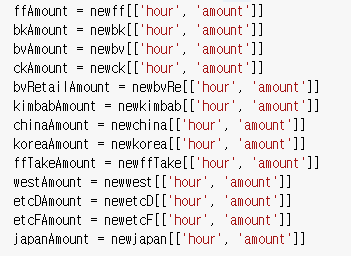 ffAmount = newff[['hour', 'amount']]
bkAmount = newbk[['hour', 'amount']]
bvAmount = newbv[['hour', 'amount']]
ckAmount = newck[['hour', 'amount']]
bvRetailAmount = newbvRe[['hour', 'amount']]
kimbabAmount = newkimbab[['hour', 'amount']]
chinaAmount = newchina[['hour', 'amount']]
koreaAmount = newkorea[['hour', 'amount']]
ffTakeAmount = newffTake[['hour', 'amount']]
westAmount = newwest[['hour', 'amount']]
etcDAmount = newetcD[['hour', 'amount']]
etcFAmount = newetcF[['hour', 'amount']]
japanAmount = newjapan[['hour', 'amount']]